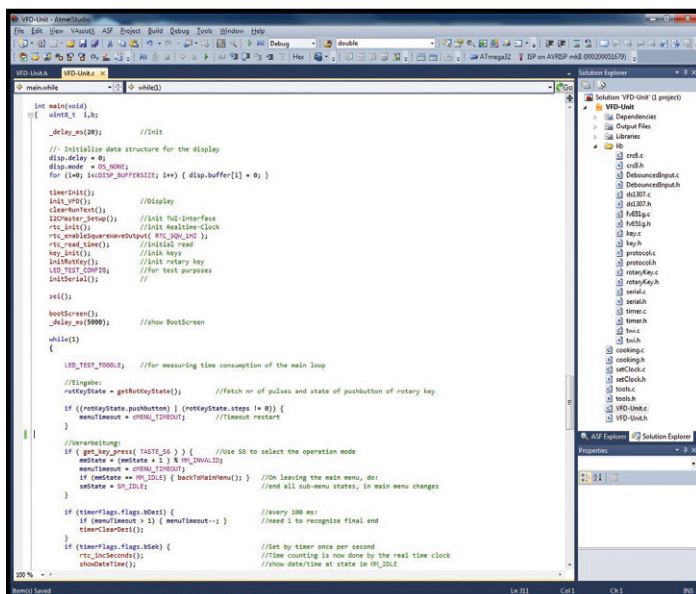 VFD-Unit - AtmelStudio
File Edit View VAssistX ASF Project Build Debug Tools Window Help
Debug double
Hex ATmega32 ISP on AVRISP mkII (000200051679)
VFD-Unit.h VFD-Unit.c
main.while while(1) Go
int main(void)
{ uint8_t i,b;
_delay_ms(20); //Init
//- Initialize data structure for the display
disp.delay = 0;
disp.mode = DS_NONE;
for (i=0; i<cDISP_BUFFERSIZE; i++) { disp.buffer[i] = 0; }
timerInit();
init_VFD(); //Display
clearRunText();
I2CMaster_Setup(); //init TWI-Interface
rtc_init(); //init Realtime-Clock
rtc_enableSquareWaveOutput( RTC_SQW_1HZ );
rtc_read_time(); //initial read
key_init(); //inik keys
initRotKey(); //init rotary key
LED_TEST_CONFIG; //for test purposes
initSerial(); //
sei();
bootScreen();
_delay_ms(5000); //show BootScreen
while(1)
{
LED_TEST_TOGGLE; //for measuring time consumption of the main loop
//Eingabe:
rotKeyState = getRotKeyState(); //fetch nr of pulses and state of pushbutton of rotary key
if ((rotKeyState.pushbutton) | (rotKeyState.steps != 0)) {
menuTimeout = cMENU_TIMEOUT; //Timeout restart
}
//Verarbeitung:
if ( get_key_press( TASTE_S6 ) ) { //Use S6 to select the operation mode
mmState = (mmState + 1 ) % MM_INVALID;
menuTimeout = cMENU_TIMEOUT;
if (mmState == MM_IDLE) { backToMainMenu(); } //On leaving the main menu, do:
smState = SM_IDLE; //end all sub-menu states, in main menu changes
}
if (timerFlags.flags.bDezi) { //every 100 ms:
if (menuTimeout > 1) { menuTimeout--; } //need 1 to recognize final end
timerClearDezi();
}
if (timerFlags.flags.bSek) { //Set by timer once per second
rtc_incSeconds(); //Time counting is now done by the real time clock
showDateTime(); //show date/time at state in MM_IDLE
100 %
Solution Explorer
Solution 'VFD-Unit' (1 project)
VFD-Unit
Dependencies
Output Files
Libraries
lib
crc8.c
crc8.h
DebouncedInput.c
DebouncedInput.h
ds1307.c
ds1307.h
fv651g.c
fv651g.h
key.c
key.h
protocol.c
protocol.h
rotaryKey.c
rotaryKey.h
serial.c
serial.h
timer.c
timer.h
twi.c
twi.h
cooking.c
cooking.h
setClock.c
setClock.h
tools.c
tools.h
VFD-Unit.c
VFD-Unit.h
ASF Explorer Solution Explorer
Properties
Item(s) Saved Ln 311 Col 1 Ch 1 INS